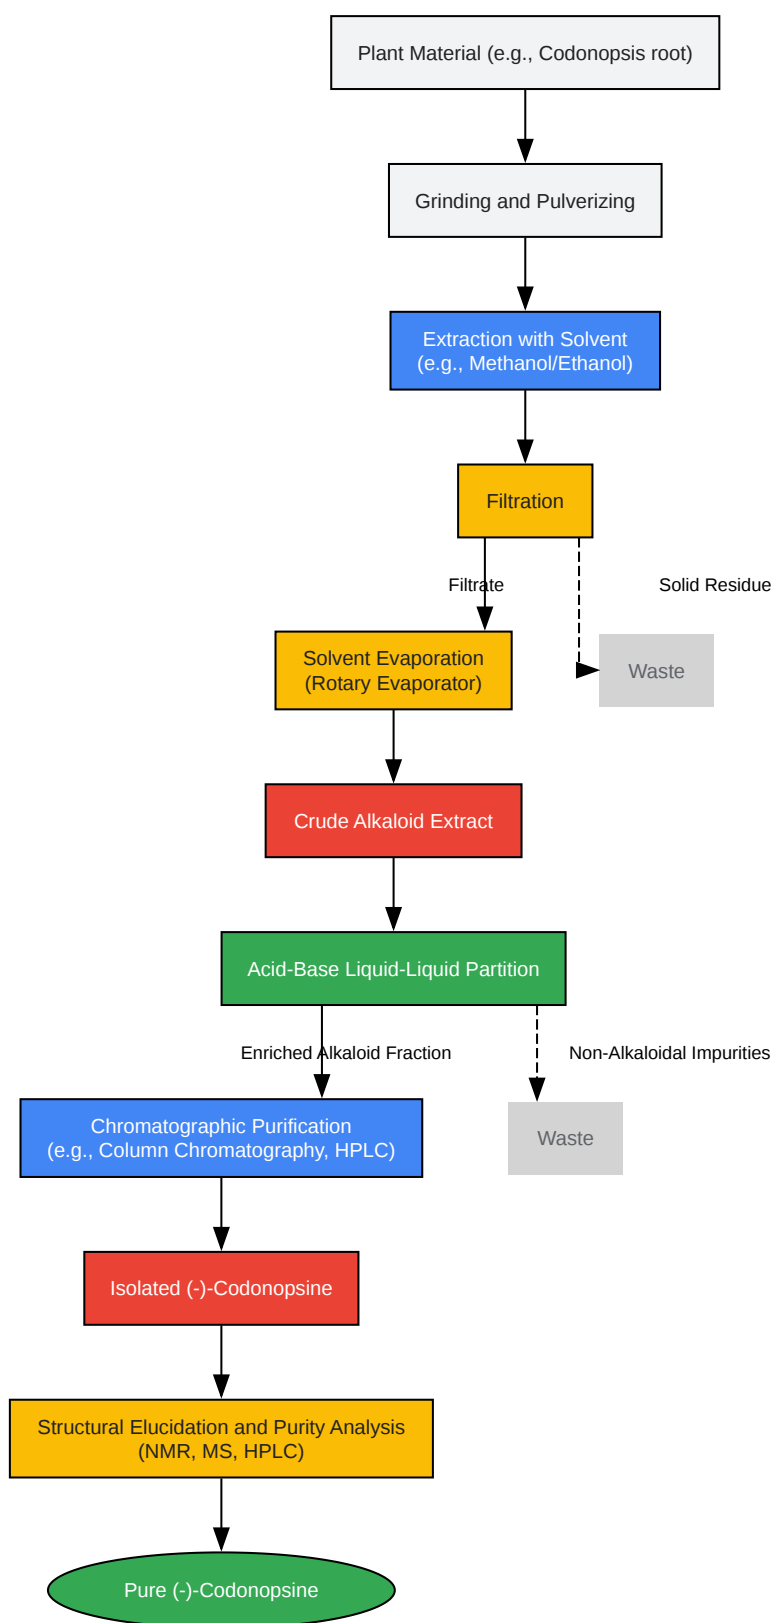 Plant Material (e.g., Codonopsis root)
Grinding and Pulverizing
Extraction with Solvent
(e.g., Methanol/Ethanol)
Filtration
Filtrate
Solid Residue
Solvent Evaporation
(Rotary Evaporator)
Waste
Crude Alkaloid Extract
Acid-Base Liquid-Liquid Partition
Enriched Alkaloid Fraction
Non-Alkaloidal Impurities
Chromatographic Purification
(e.g., Column Chromatography, HPLC)
Waste
Isolated (-)-Codonopsine
Structural Elucidation and Purity Analysis
(NMR, MS, HPLC)
Pure (-)-Codonopsine